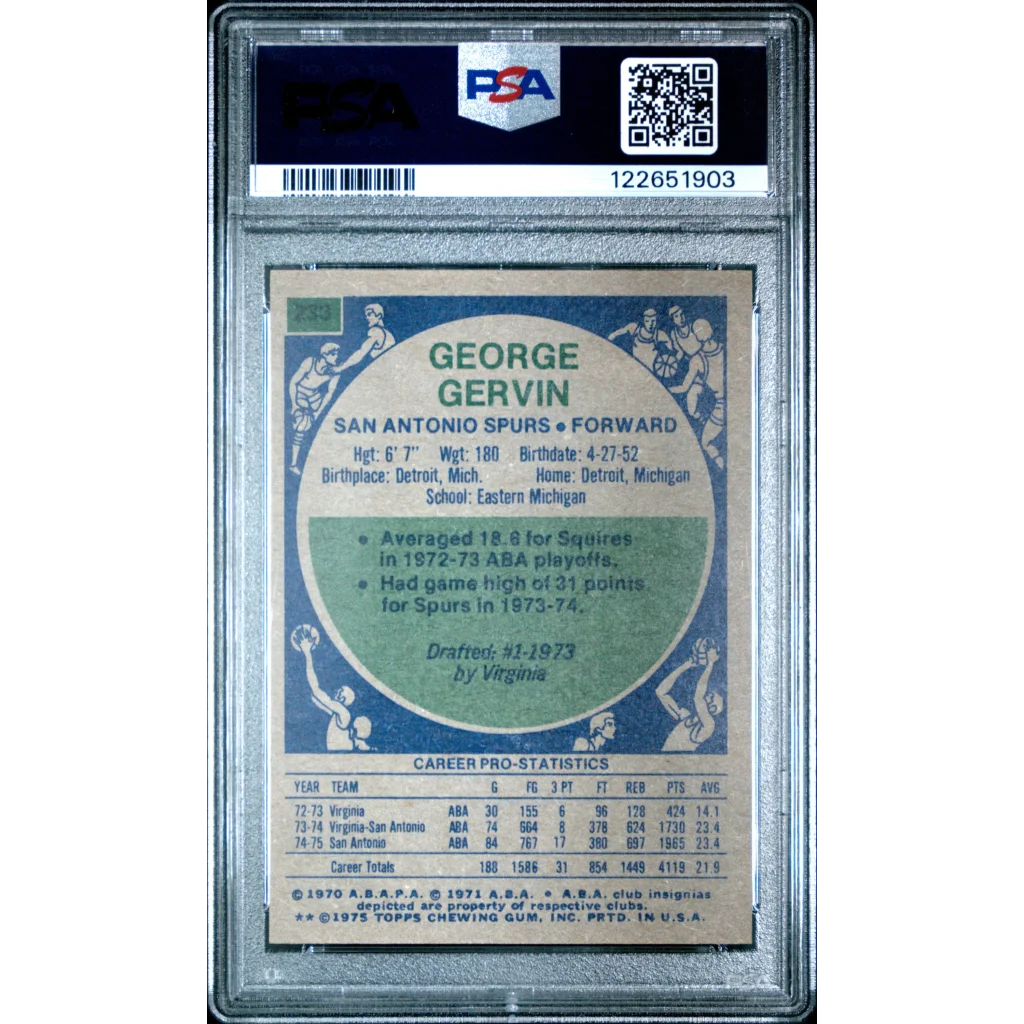 PSA
PSA
122651903
233
GEORGE
GERVIN
SAN ANTONIO SPURS • FORWARD
Hgt: 6' 7" Wgt: 180 Birthdate: 4-27-52
Birthplace: Detroit, Mich. Home: Detroit, Michigan
School: Eastern Michigan
• Averaged 18.6 for Squires
in 1972-73 ABA playoffs.
• Had game high of 31 points
for Spurs in 1973-74.
Drafted: #1-1973
by Virginia
CAREER PRO-STATISTICS
YEAR TEAM G FG 3 PT FT REB PTS AVG
72-73 Virginia ABA 30 155 6 96 128 424 14.1
73-74 Virginia-San Antonio ABA 74 664 8 378 624 1730 23.4
74-75 San Antonio ABA 84 767 17 380 697 1965 23.4
Career Totals 188 1586 31 854 1449 4119 21.9
© 1970 A.B.A.P.A. © 1971 A.B.A. • A.B.A. club insignias
depicted are property of respective clubs.
** © 1975 TOPPS CHEWING GUM, INC. PRTD. IN U.S.A.